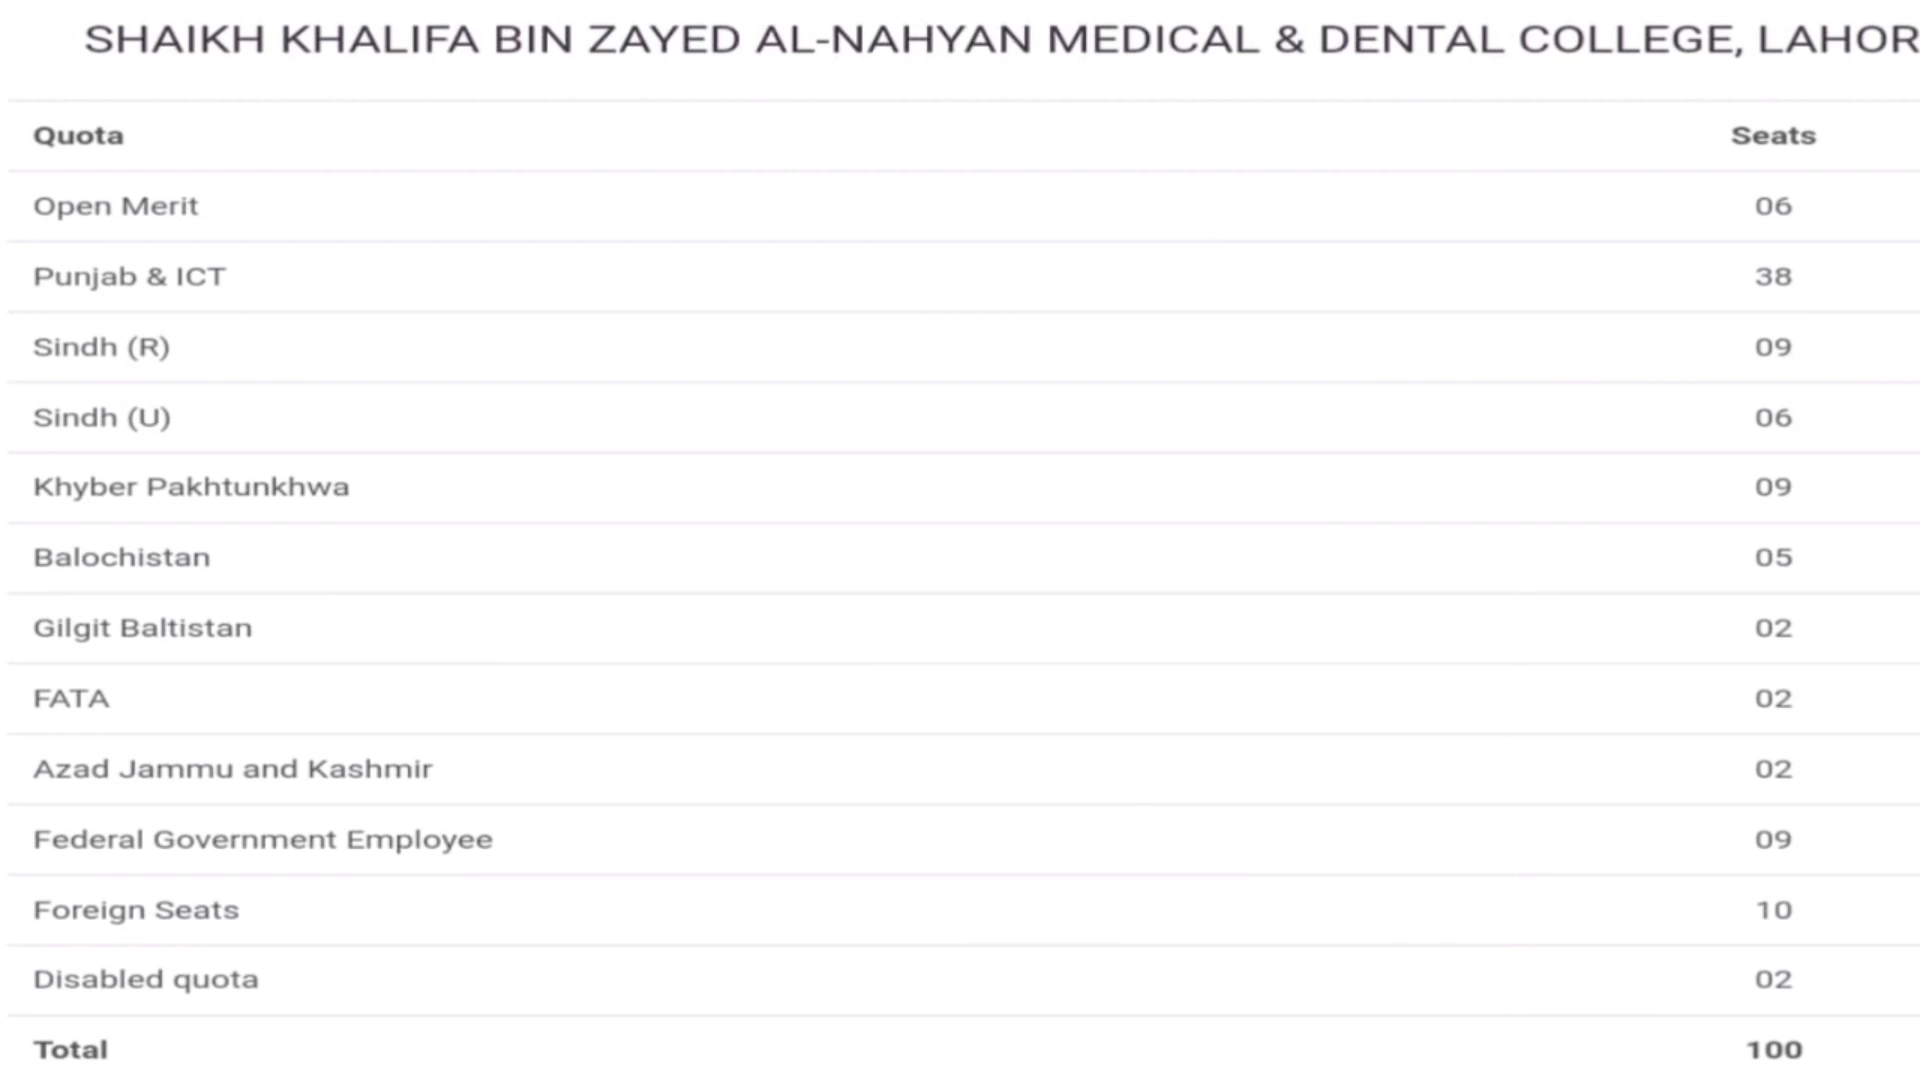 SHAIKH KHALIFA BIN ZAYED AL-NAHYAN MEDICAL & DENTAL COLLEGE, LAHOR
Quota Seats
Open Merit 06
Punjab & ICT 38
Sindh (R) 09
Sindh (U) 06
Khyber Pakhtunkhwa 09
Balochistan 05
Gilgit Baltistan 02
FATA 02
Azad Jammu and Kashmir 02
Federal Government Employee 09
Foreign Seats 10
Disabled quota 02
Total 100